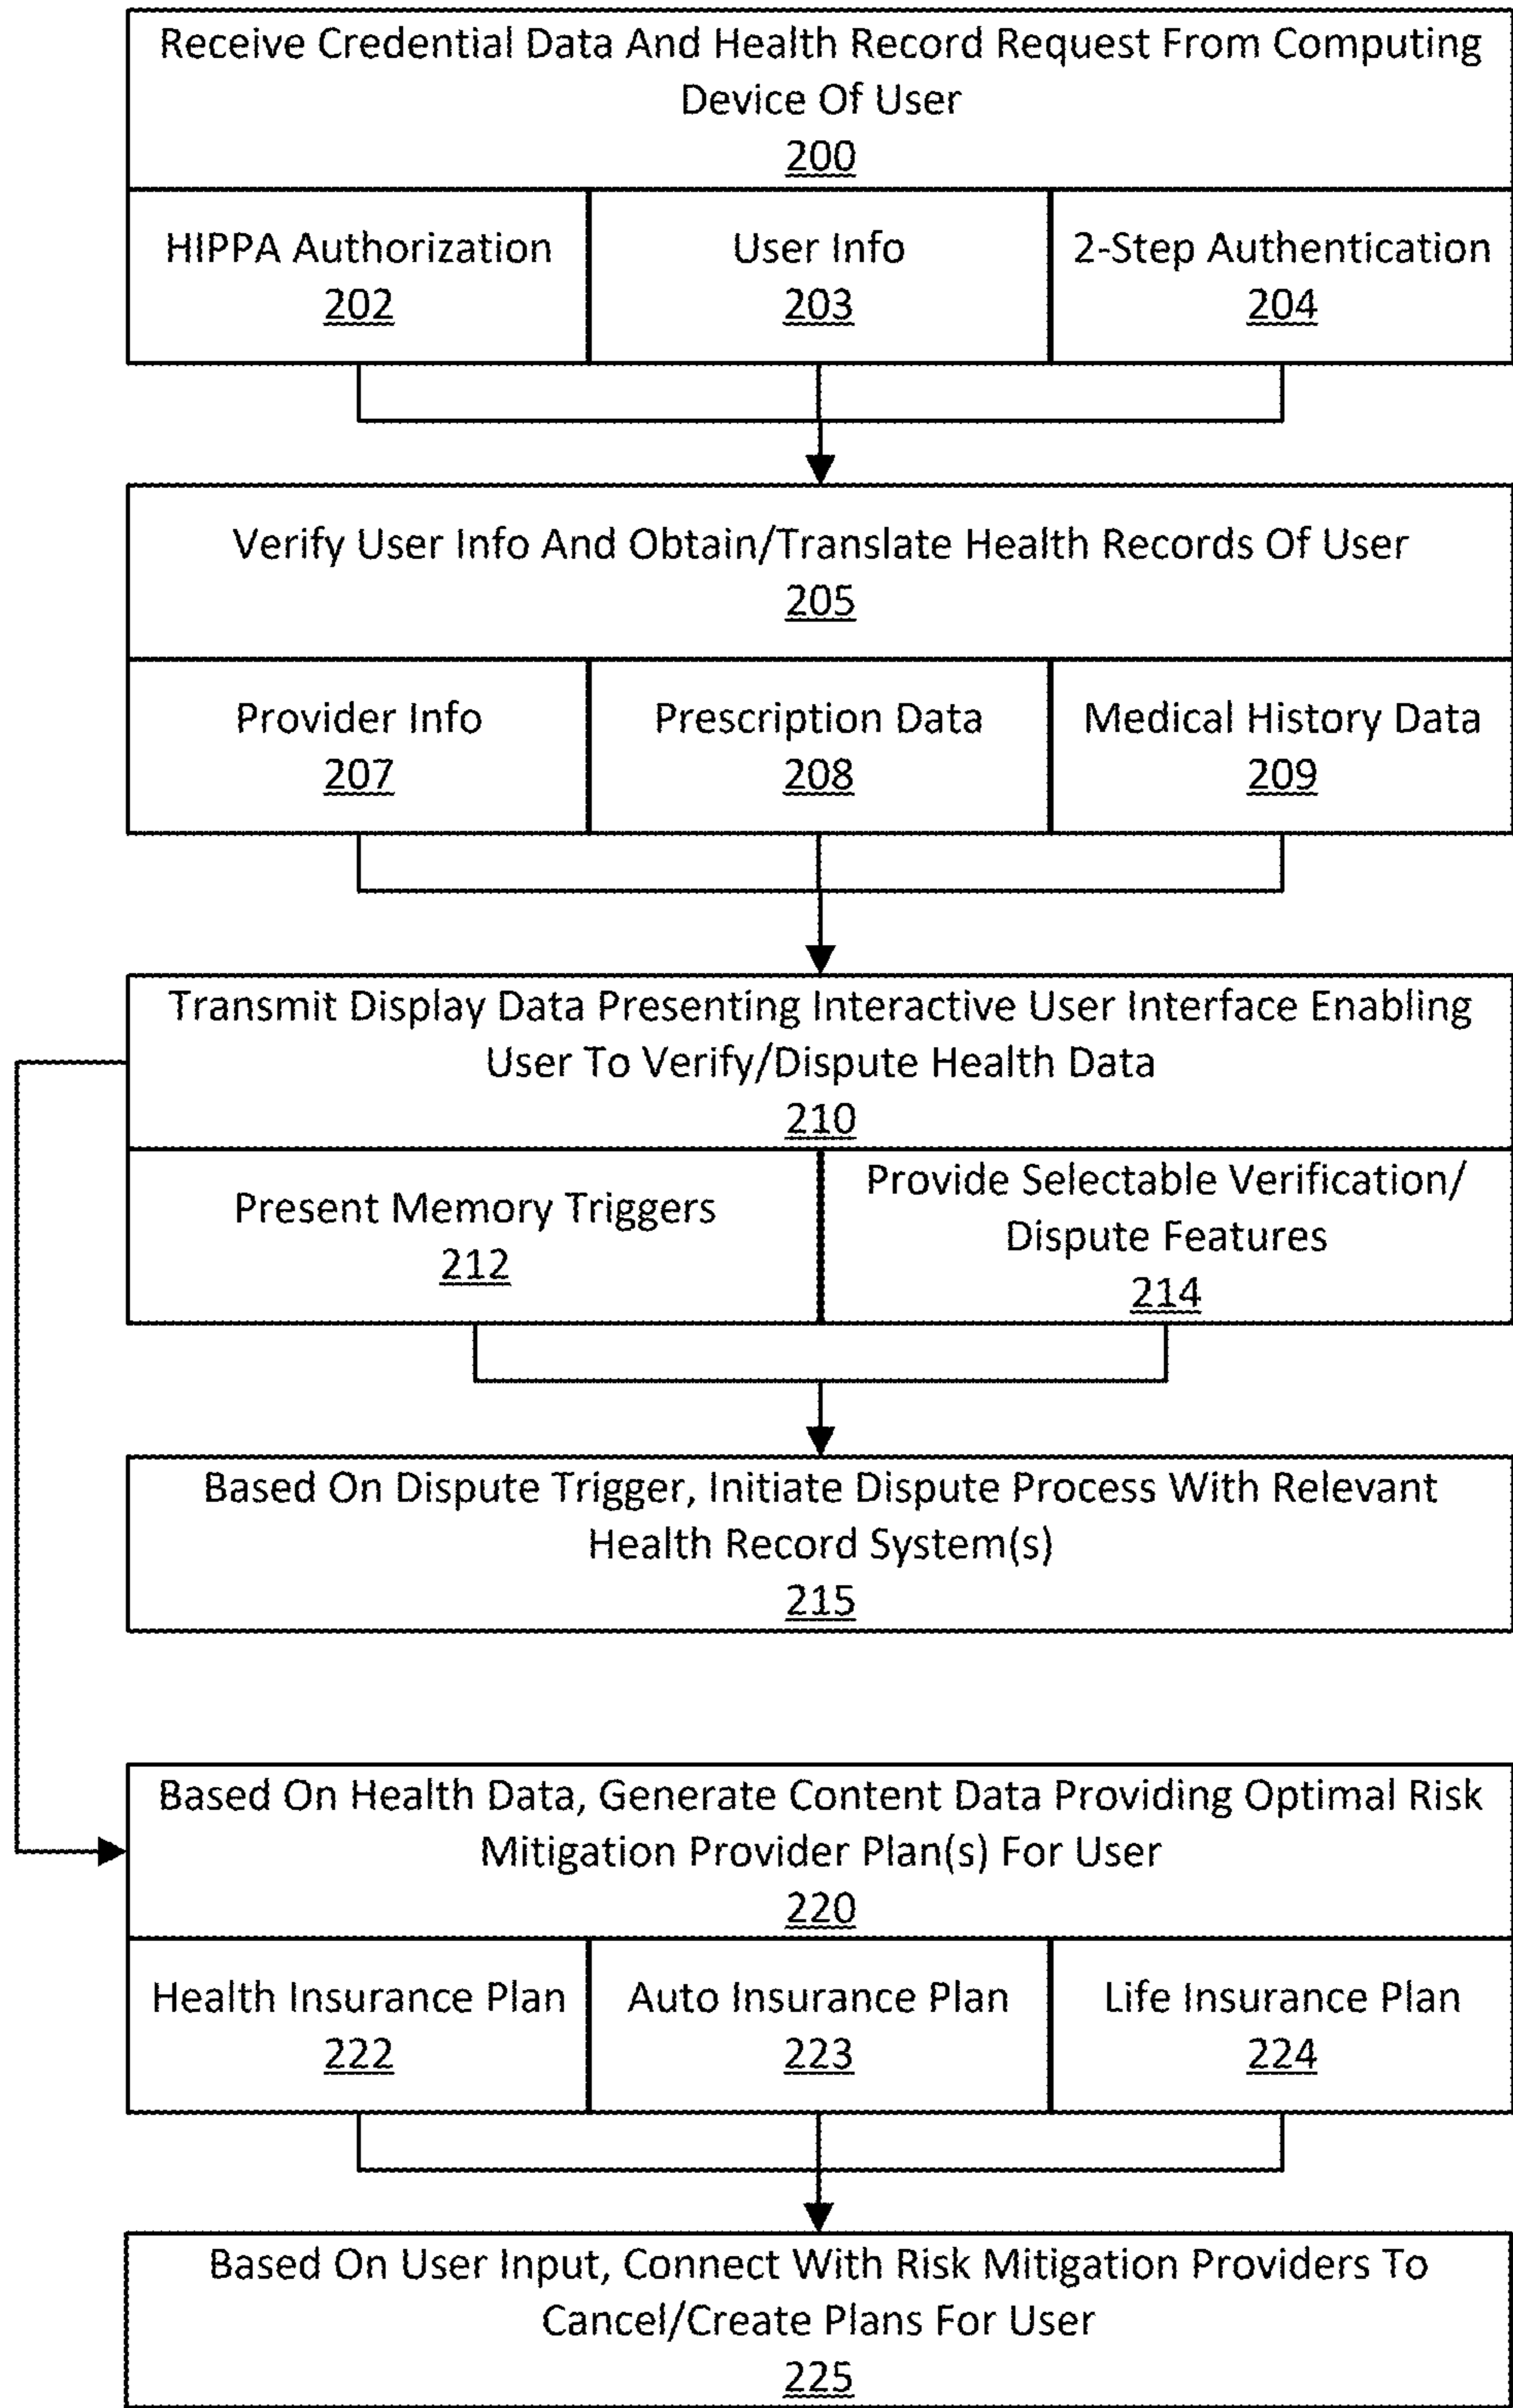 Receive Credential Data And Health Record Request From Computing
Device Of User
200
HIPPA Authorization
202
User Info
203
2-Step Authentication
204
Verify User Info And Obtain/Translate Health Records Of User
205
Provider Info
207
Prescription Data
208
Medical History Data
209
Transmit Display Data Presenting Interactive User Interface Enabling
User To Verify/Dispute Health Data
210
Present Memory Triggers
212
Provide Selectable Verification/
Dispute Features
214
Based On Dispute Trigger, Initiate Dispute Process With Relevant
Health Record System(s)
215
Based On Health Data, Generate Content Data Providing Optimal Risk
Mitigation Provider Plan(s) For User
220
Health Insurance Plan
222
Auto Insurance Plan
223
Life Insurance Plan
224
Based On User Input, Connect With Risk Mitigation Providers To
Cancel/Create Plans For User
225